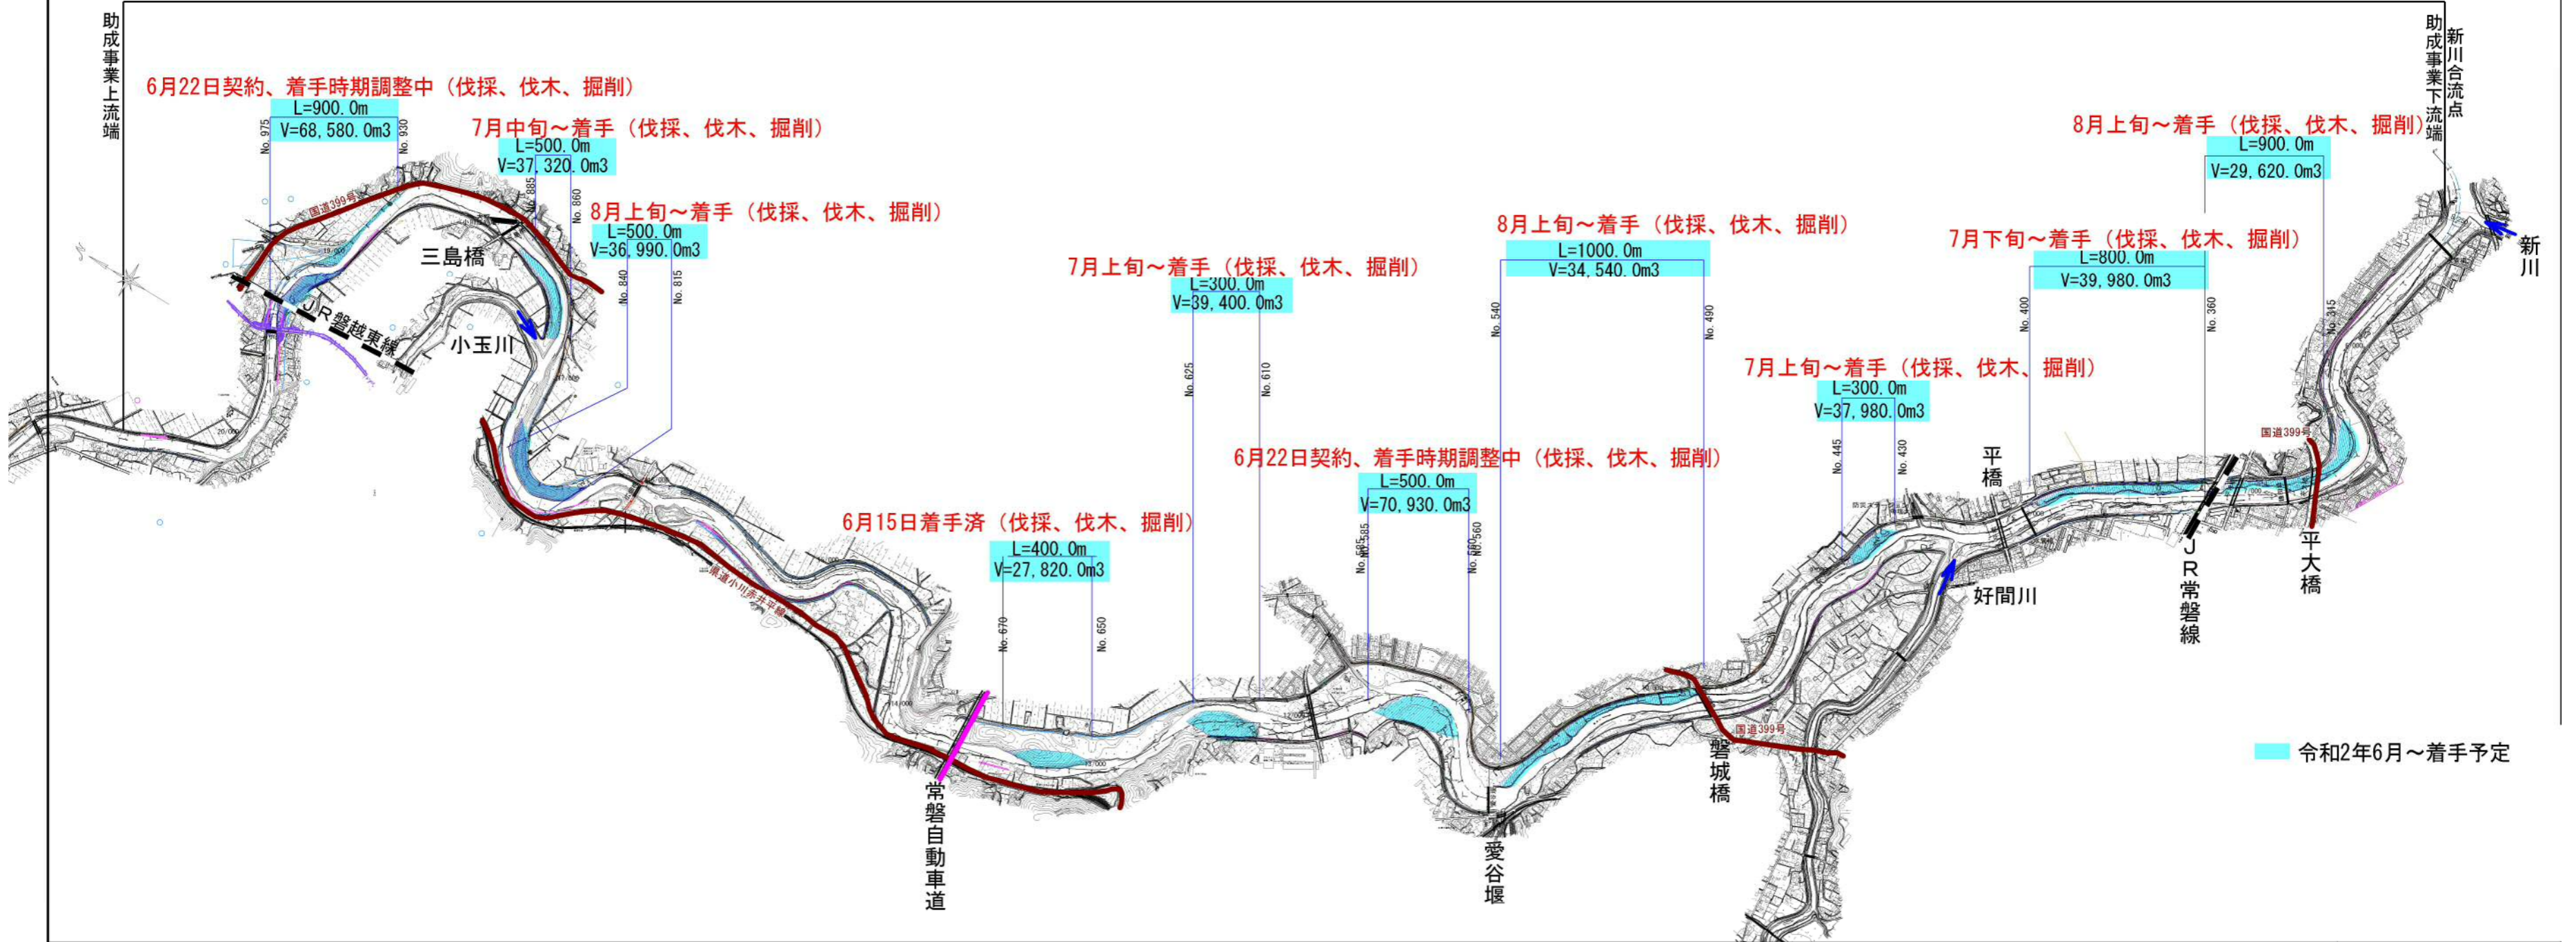 助成事業上流端
6月22日契約、着手時期調整中（伐採、伐木、掘削）
L=900.0m
V=68,580.0m3
No.975
No.930
7月中旬～着手（伐採、伐木、掘削）
L=500.0m
V=37,320.0m3
No.885
No.860
8月上旬～着手（伐採、伐木、掘削）
L=500.0m
V=36,990.0m3
No.840
No.815
国道399号
三島橋
JR磐越東線
小玉川
県道小川赤井平線
6月15日着手済（伐採、伐木、掘削）
L=400.0m
V=27,820.0m3
No.670
No.650
常磐自動車道
7月上旬～着手（伐採、伐木、掘削）
L=300.0m
V=39,400.0m3
No.625
No.610
6月22日契約、着手時期調整中（伐採、伐木、掘削）
L=500.0m
V=70,930.0m3
No.585
No.585
No.560
No.560
愛谷堰
8月上旬～着手（伐採、伐木、掘削）
L=1000.0m
V=34,540.0m3
No.540
No.490
国道399号
磐城橋
7月上旬～着手（伐採、伐木、掘削）
L=300.0m
V=37,980.0m3
No.445
No.430
平橋
好間川
7月下旬～着手（伐採、伐木、掘削）
L=800.0m
V=39,980.0m3
No.400
No.360
JR常磐線
8月上旬～着手（伐採、伐木、掘削）
L=900.0m
V=29,620.0m3
No.315
国道399号
平大橋
助成事業下流端
新川合流点
新川
20/000
14/000
令和2年6月～着手予定